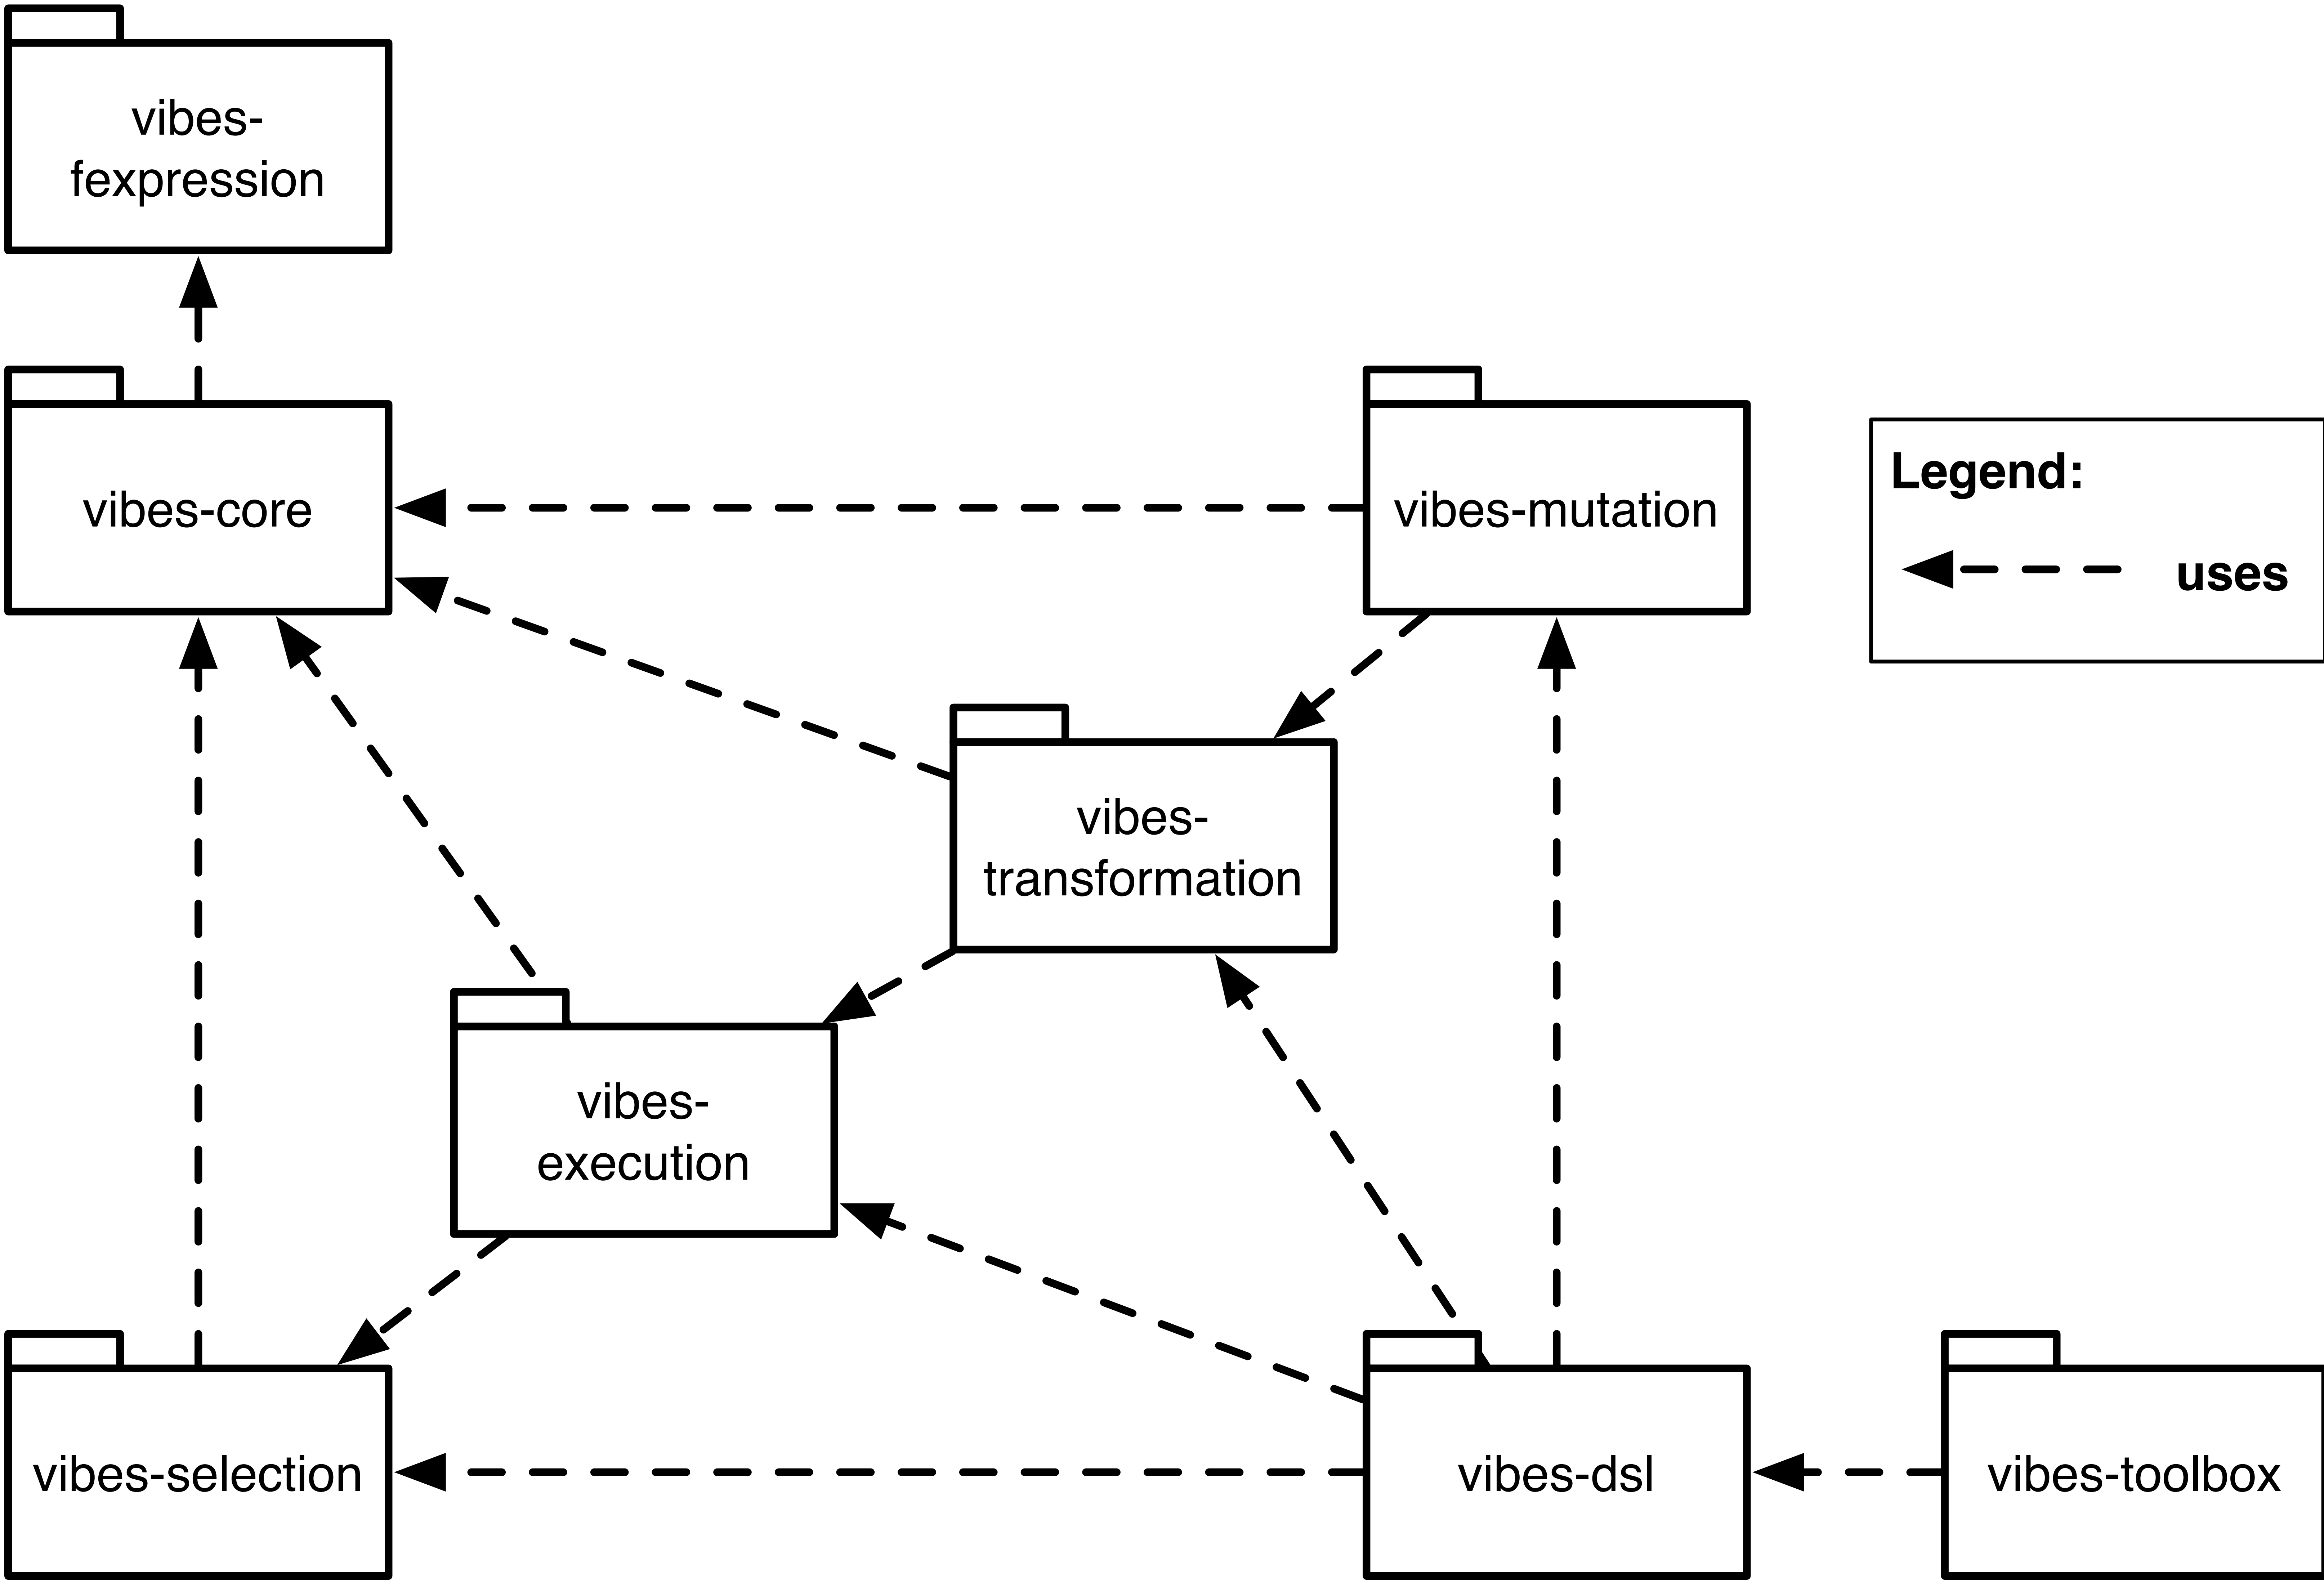 vibes-
fexpression
vibes-core
vibes-mutation
Legend:
uses
vibes-
transformation
vibes-
execution
vibes-selection
vibes-dsl
vibes-toolbox